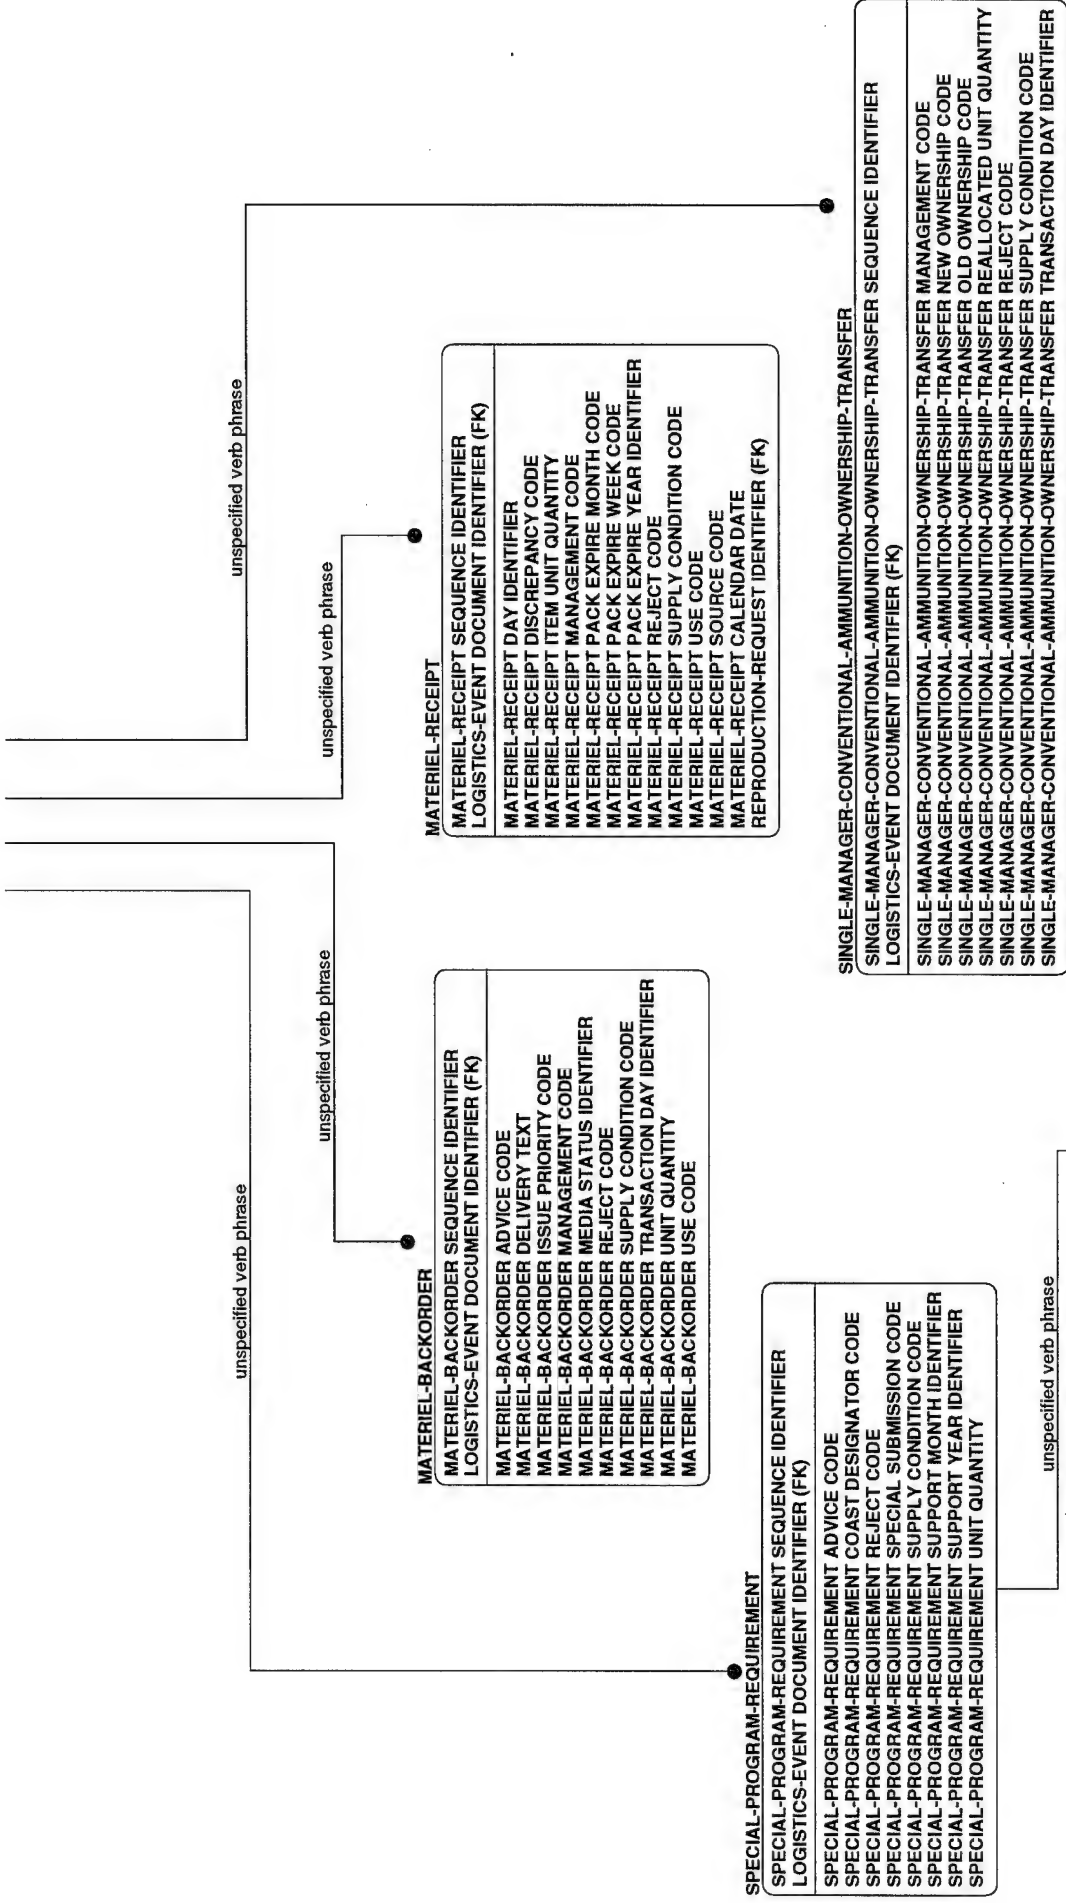 unspecified verb phrase
unspecified verb phrase
unspecified verb phrase
unspecified verb phrase
MATERIEL-BACKORDER
MATERIEL-BACKORDER SEQUENCE IDENTIFIER
LOGISTICS-EVENT DOCUMENT IDENTIFIER (FK)
MATERIEL-BACKORDER ADVICE CODE
MATERIEL-BACKORDER DELIVERY TEXT
MATERIEL-BACKORDER ISSUE PRIORITY CODE
MATERIEL-BACKORDER MANAGEMENT CODE
MATERIEL-BACKORDER MEDIA STATUS IDENTIFIER
MATERIEL-BACKORDER REJECT CODE
MATERIEL-BACKORDER SUPPLY CONDITION CODE
MATERIEL-BACKORDER TRANSACTION DAY IDENTIFIER
MATERIEL-BACKORDER UNIT QUANTITY
MATERIEL-BACKORDER USE CODE
MATERIEL-RECEIPT
MATERIEL-RECEIPT SEQUENCE IDENTIFIER
LOGISTICS-EVENT DOCUMENT IDENTIFIER (FK)
MATERIEL-RECEIPT DAY IDENTIFIER
MATERIEL-RECEIPT DISCREPANCY CODE
MATERIEL-RECEIPT ITEM UNIT QUANTITY
MATERIEL-RECEIPT MANAGEMENT CODE
MATERIEL-RECEIPT PACK EXPIRE MONTH CODE
MATERIEL-RECEIPT PACK EXPIRE WEEK CODE
MATERIEL-RECEIPT PACK EXPIRE YEAR IDENTIFIER
MATERIEL-RECEIPT REJECT CODE
MATERIEL-RECEIPT SUPPLY CONDITION CODE
MATERIEL-RECEIPT USE CODE
MATERIEL-RECEIPT SOURCE CODE
MATERIEL-RECEIPT CALENDAR DATE
REPRODUCTION-REQUEST IDENTIFIER (FK)
SPECIAL-PROGRAM-REQUIREMENT
SPECIAL-PROGRAM-REQUIREMENT SEQUENCE IDENTIFIER
LOGISTICS-EVENT DOCUMENT IDENTIFIER (FK)
SPECIAL-PROGRAM-REQUIREMENT ADVICE CODE
SPECIAL-PROGRAM-REQUIREMENT COAST DESIGNATOR CODE
SPECIAL-PROGRAM-REQUIREMENT REJECT CODE
SPECIAL-PROGRAM-REQUIREMENT SPECIAL SUBMISSION CODE
SPECIAL-PROGRAM-REQUIREMENT SUPPLY CONDITION CODE
SPECIAL-PROGRAM-REQUIREMENT SUPPORT MONTH IDENTIFIER
SPECIAL-PROGRAM-REQUIREMENT SUPPORT YEAR IDENTIFIER
SPECIAL-PROGRAM-REQUIREMENT UNIT QUANTITY
unspecified verb phrase
SINGLE-MANAGER-CONVENTIONAL-AMMUNITION-OWNERSHIP-TRANSFER
SINGLE-MANAGER-CONVENTIONAL-AMMUNITION-OWNERSHIP-TRANSFER SEQUENCE IDENTIFIER
LOGISTICS-EVENT DOCUMENT IDENTIFIER (FK)
SINGLE-MANAGER-CONVENTIONAL-AMMUNITION-OWNERSHIP-TRANSFER MANAGEMENT CODE
SINGLE-MANAGER-CONVENTIONAL-AMMUNITION-OWNERSHIP-TRANSFER NEW OWNERSHIP CODE
SINGLE-MANAGER-CONVENTIONAL-AMMUNITION-OWNERSHIP-TRANSFER OLD OWNERSHIP CODE
SINGLE-MANAGER-CONVENTIONAL-AMMUNITION-OWNERSHIP-TRANSFER REALLOCATED UNIT QUANTITY
SINGLE-MANAGER-CONVENTIONAL-AMMUNITION-OWNERSHIP-TRANSFER REJECT CODE
SINGLE-MANAGER-CONVENTIONAL-AMMUNITION-OWNERSHIP-TRANSFER SUPPLY CONDITION CODE
SINGLE-MANAGER-CONVENTIONAL-AMMUNITION-OWNERSHIP-TRANSFER TRANSACTION DAY IDENTIFIER